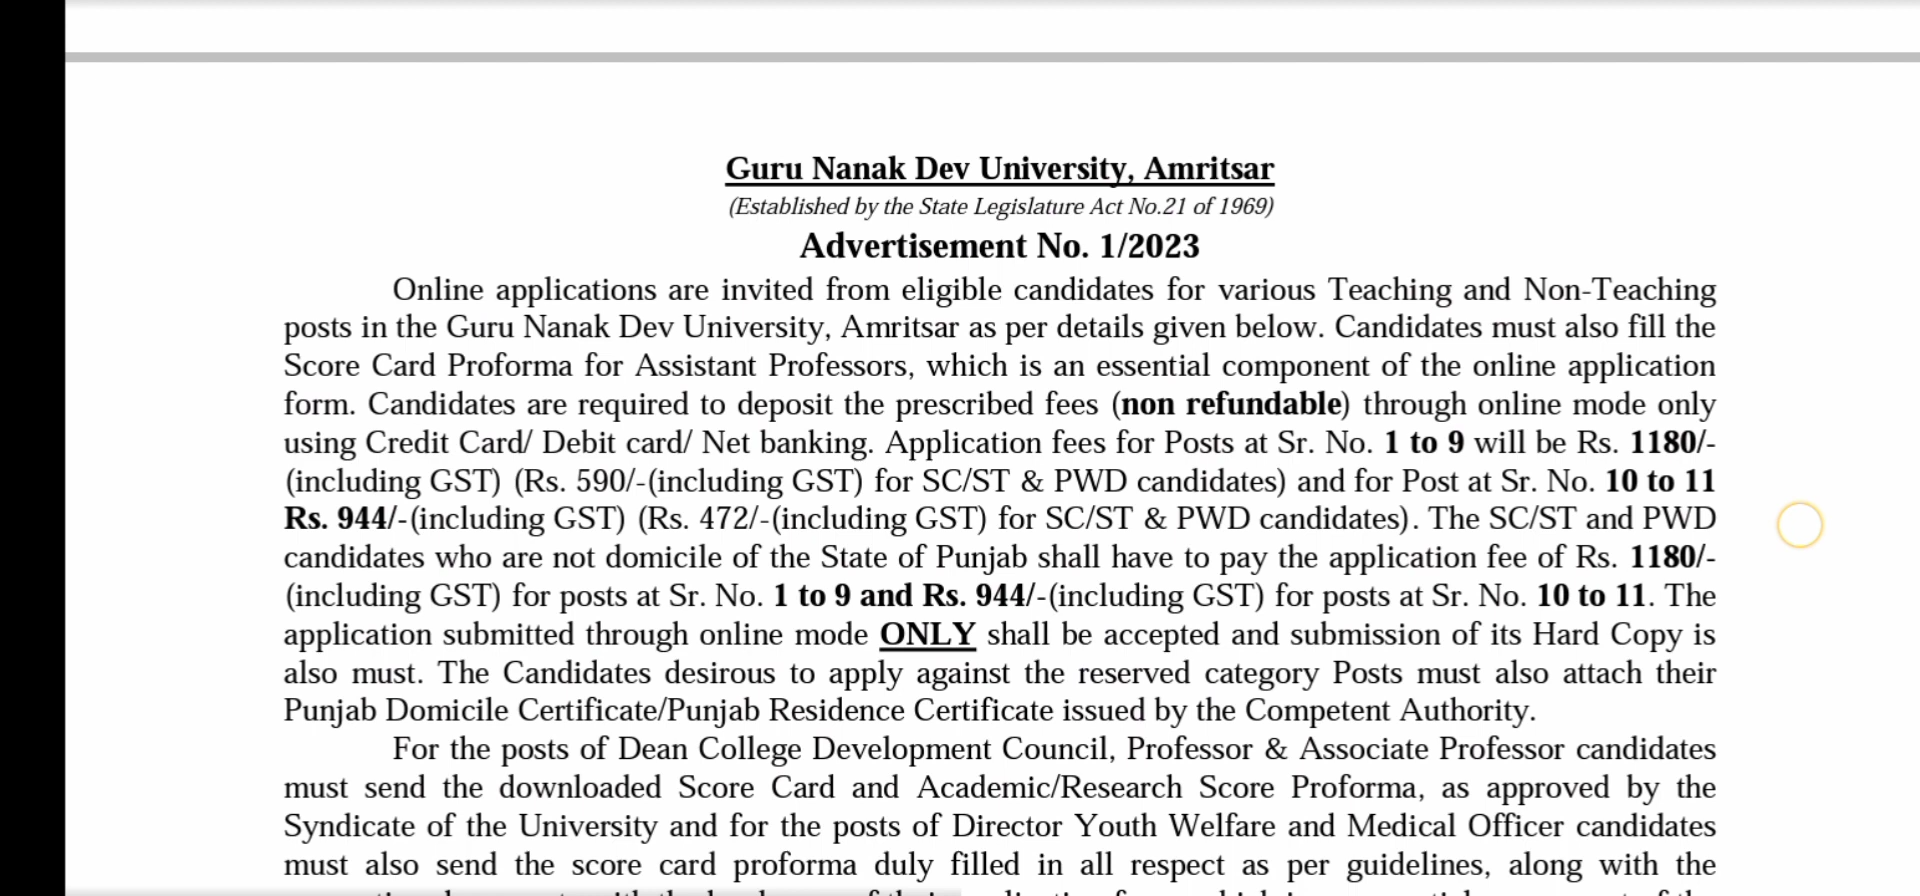 Guru Nanak Dev University, Amritsar
(Established by the State Legislature Act No.21 of 1969)
Advertisement No. 1/2023
Online applications are invited from eligible candidates for various Teaching and Non-Teaching
posts in the Guru Nanak Dev University, Amritsar as per details given below. Candidates must also fill the
Score Card Proforma for Assistant Professors, which is an essential component of the online application
form. Candidates are required to deposit the prescribed fees (non refundable) through online mode only
using Credit Card/ Debit card/ Net banking. Application fees for Posts at Sr. No. 1 to 9 will be Rs. 1180/-
(including GST) (Rs. 590/-(including GST) for SC/ST & PWD candidates) and for Post at Sr. No. 10 to 11
Rs. 944/-(including GST) (Rs. 472/-(including GST) for SC/ST & PWD candidates). The SC/ST and PWD
candidates who are not domicile of the State of Punjab shall have to pay the application fee of Rs. 1180/-
(including GST) for posts at Sr. No. 1 to 9 and Rs. 944/-(including GST) for posts at Sr. No. 10 to 11. The
application submitted through online mode ONLY shall be accepted and submission of its Hard Copy is
also must. The Candidates desirous to apply against the reserved category Posts must also attach their
Punjab Domicile Certificate/Punjab Residence Certificate issued by the Competent Authority.
For the posts of Dean College Development Council, Professor & Associate Professor candidates
must send the downloaded Score Card and Academic/Research Score Proforma, as approved by the
Syndicate of the University and for the posts of Director Youth Welfare and Medical Officer candidates
must also send the score card proforma duly filled in all respect as per guidelines, along with the